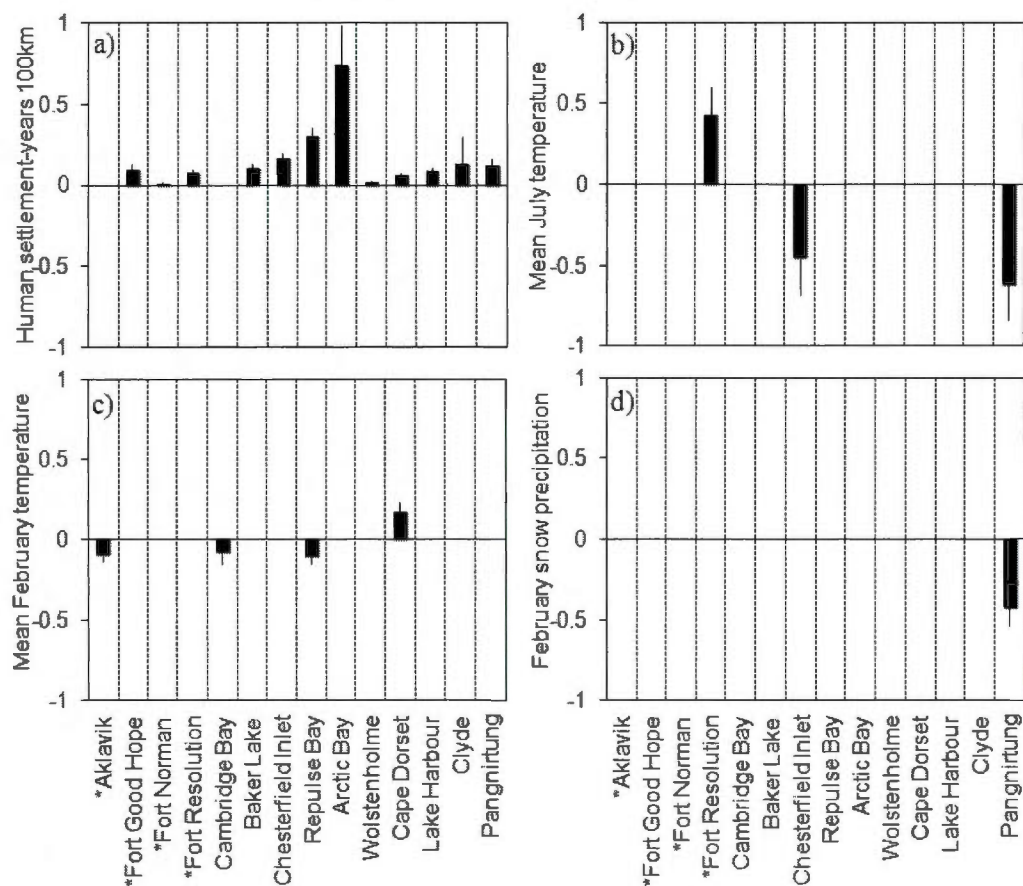 a)
Human settlement-years 100km
1
0.5
0
-0.5
-1
b)
Mean July temperature
1
0.5
0
-0.5
-1
c)
Mean February temperature
1
0.5
0
-0.5
-1
d)
February snow precipitation
1
0.5
0
-0.5
-1
*Aklavik
*Fort Good Hope
*Fort Norman
*Fort Resolution
Cambridge Bay
Baker Lake
Chesterfield Inlet
Repulse Bay
Arctic Bay
Wolstenholme
Cape Dorset
Lake Harbour
Clyde
Pangnirtung
*Aklavik
*Fort Good Hope
*Fort Norman
*Fort Resolution
Cambridge Bay
Baker Lake
Chesterfield Inlet
Repulse Bay
Arctic Bay
Wolstenholme
Cape Dorset
Lake Harbour
Clyde
Pangnirtung